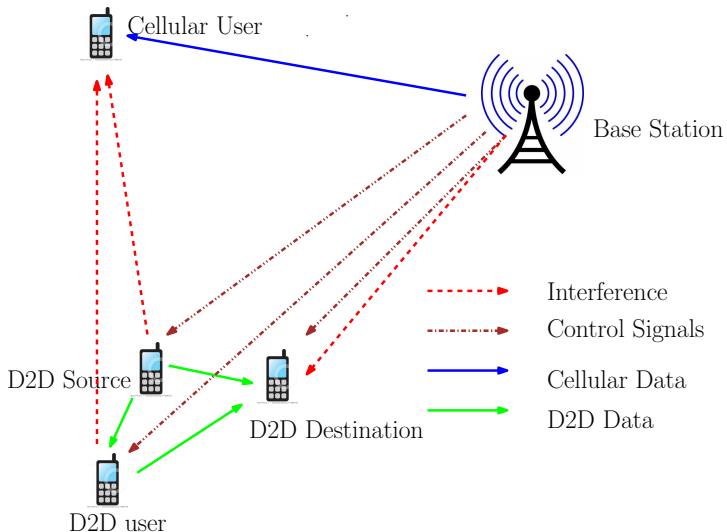 Cellular User
Base Station
Interference
Control Signals
D2D Source
Cellular Data
D2D Data
D2D Destination
D2D user